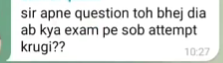 sir apne question toh bhej dia
ab kya exam pe sob attempt
krugi??
10:27